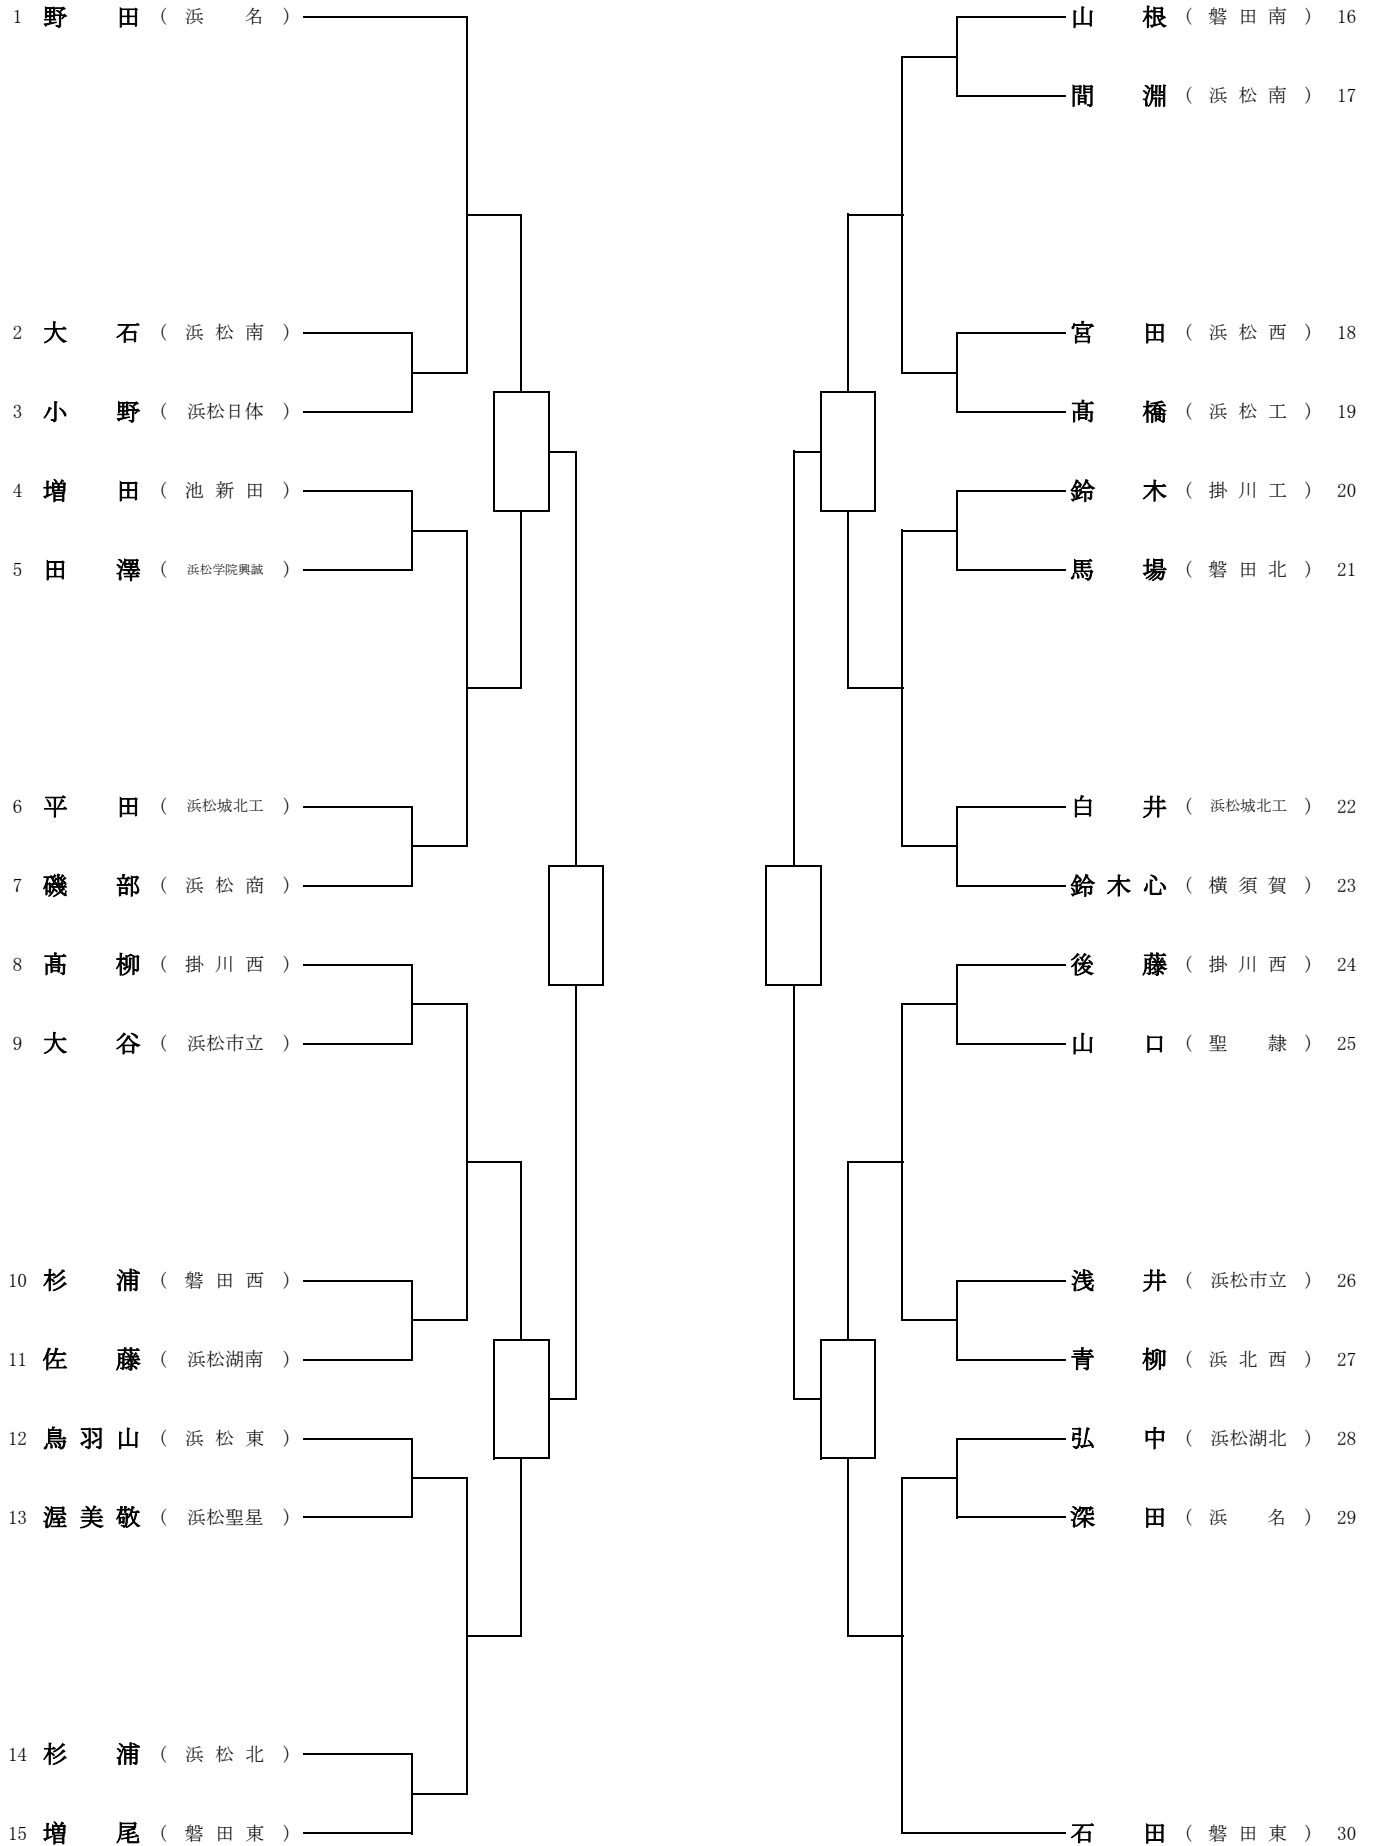 1 野田 ( 浜名 )
2 大石 ( 浜松南 )
3 小野 ( 浜松日体 )
4 増田 ( 池新田 )
5 田澤 ( 浜松学院興誠 )
6 平田 ( 浜松城北工 )
7 磯部 ( 浜松商 )
8 髙柳 ( 掛川西 )
9 大谷 ( 浜松市立 )
10 杉浦 ( 磐田西 )
11 佐藤 ( 浜松湖南 )
12 鳥羽山 ( 浜松東 )
13 渥美敬 ( 浜松聖星 )
14 杉浦 ( 浜松北 )
15 増尾 ( 磐田東 )
山根 ( 磐田南 ) 16
間淵 ( 浜松南 ) 17
宮田 ( 浜松西 ) 18
髙橋 ( 浜松工 ) 19
鈴木 ( 掛川工 ) 20
馬場 ( 磐田北 ) 21
白井 ( 浜松城北工 ) 22
鈴木心 ( 横須賀 ) 23
後藤 ( 掛川西 ) 24
山口 ( 聖隷 ) 25
浅井 ( 浜松市立 ) 26
青柳 ( 浜北西 ) 27
弘中 ( 浜松湖北 ) 28
深田 ( 浜名 ) 29
石田 ( 磐田東 ) 30